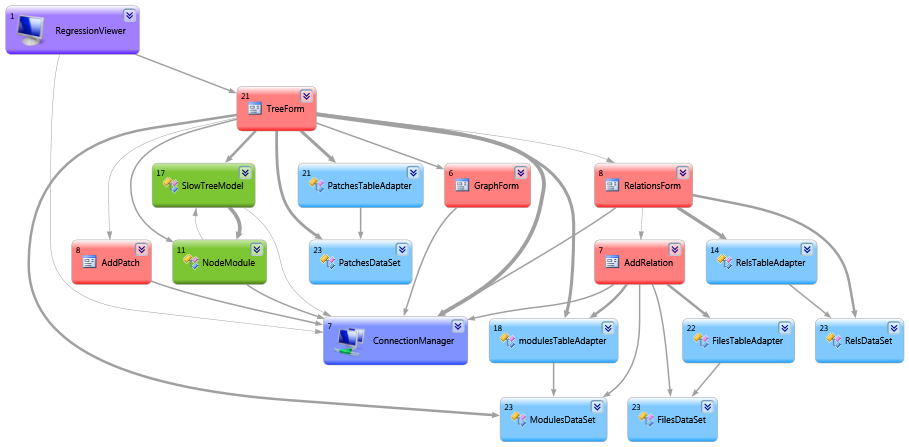 1
RegressionViewer
21
TreeForm
17
SlowTreeModel
21
PatchesTableAdapter
6
GraphForm
8
RelationsForm
8
AddPatch
11
NodeModule
23
PatchesDataSet
7
AddRelation
14
RelsTableAdapter
7
ConnectionManager
18
modulesTableAdapter
22
FilesTableAdapter
23
RelsDataSet
23
ModulesDataSet
23
FilesDataSet